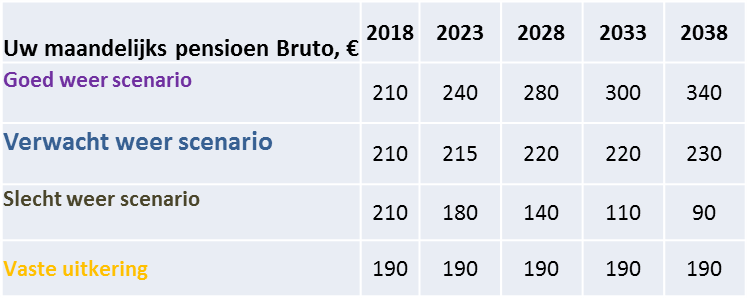 Uw maandelijks pensioen Bruto, € 2018 2023 2028 2033 2038
Goed weer scenario 210 240 280 300 340
Verwacht weer scenario 210 215 220 220 230
Slecht weer scenario 210 180 140 110 90
Vaste uitkering 190 190 190 190 190